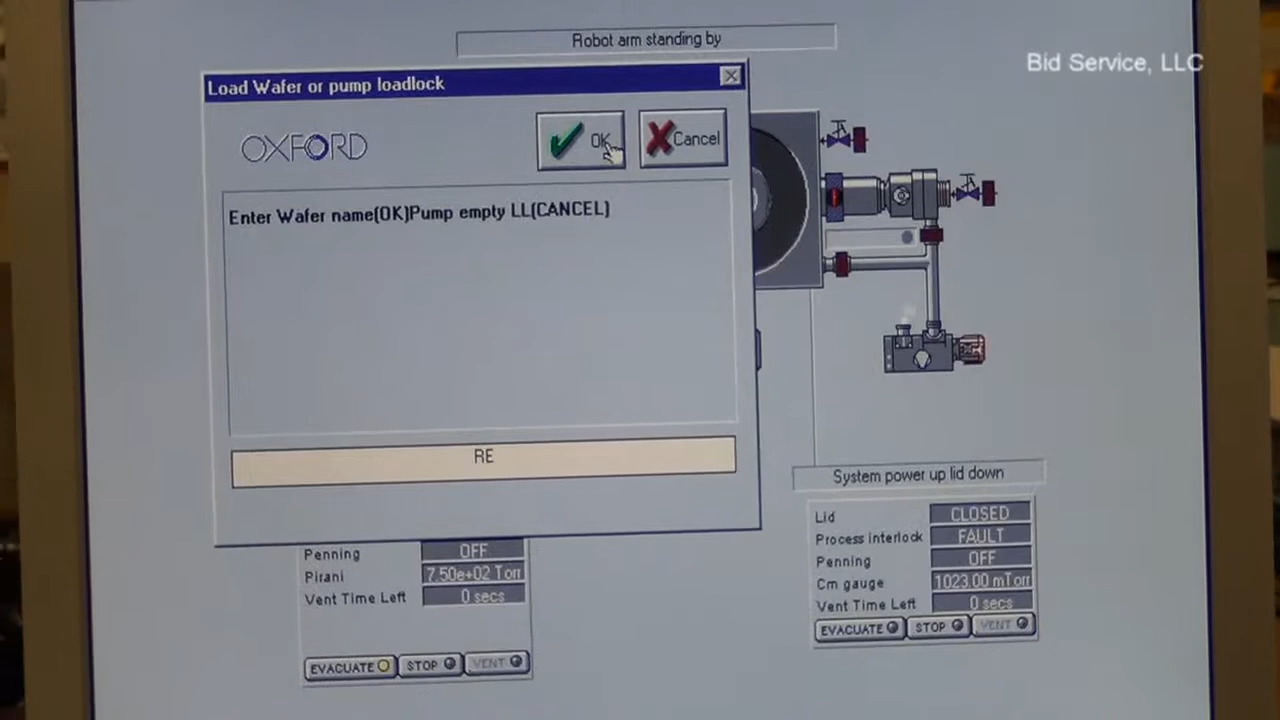 Robot arm standing by
Bid Service, LLC
Load Wafer or pump loadlock
OXFORD
OK
Cancel
Enter Wafer name(OK)Pump empty LL(CANCEL)
RE
System power up lid down
Lid CLOSED
Process interlock FAULT
Penning OFF
Cm gauge 1023.00 mTorr
Vent Time Left 0 secs
EVACUATE STOP VENT
Penning OFF
Pirani 7.50e+02 Torr
Vent Time Left 0 secs
EVACUATE STOP VENT